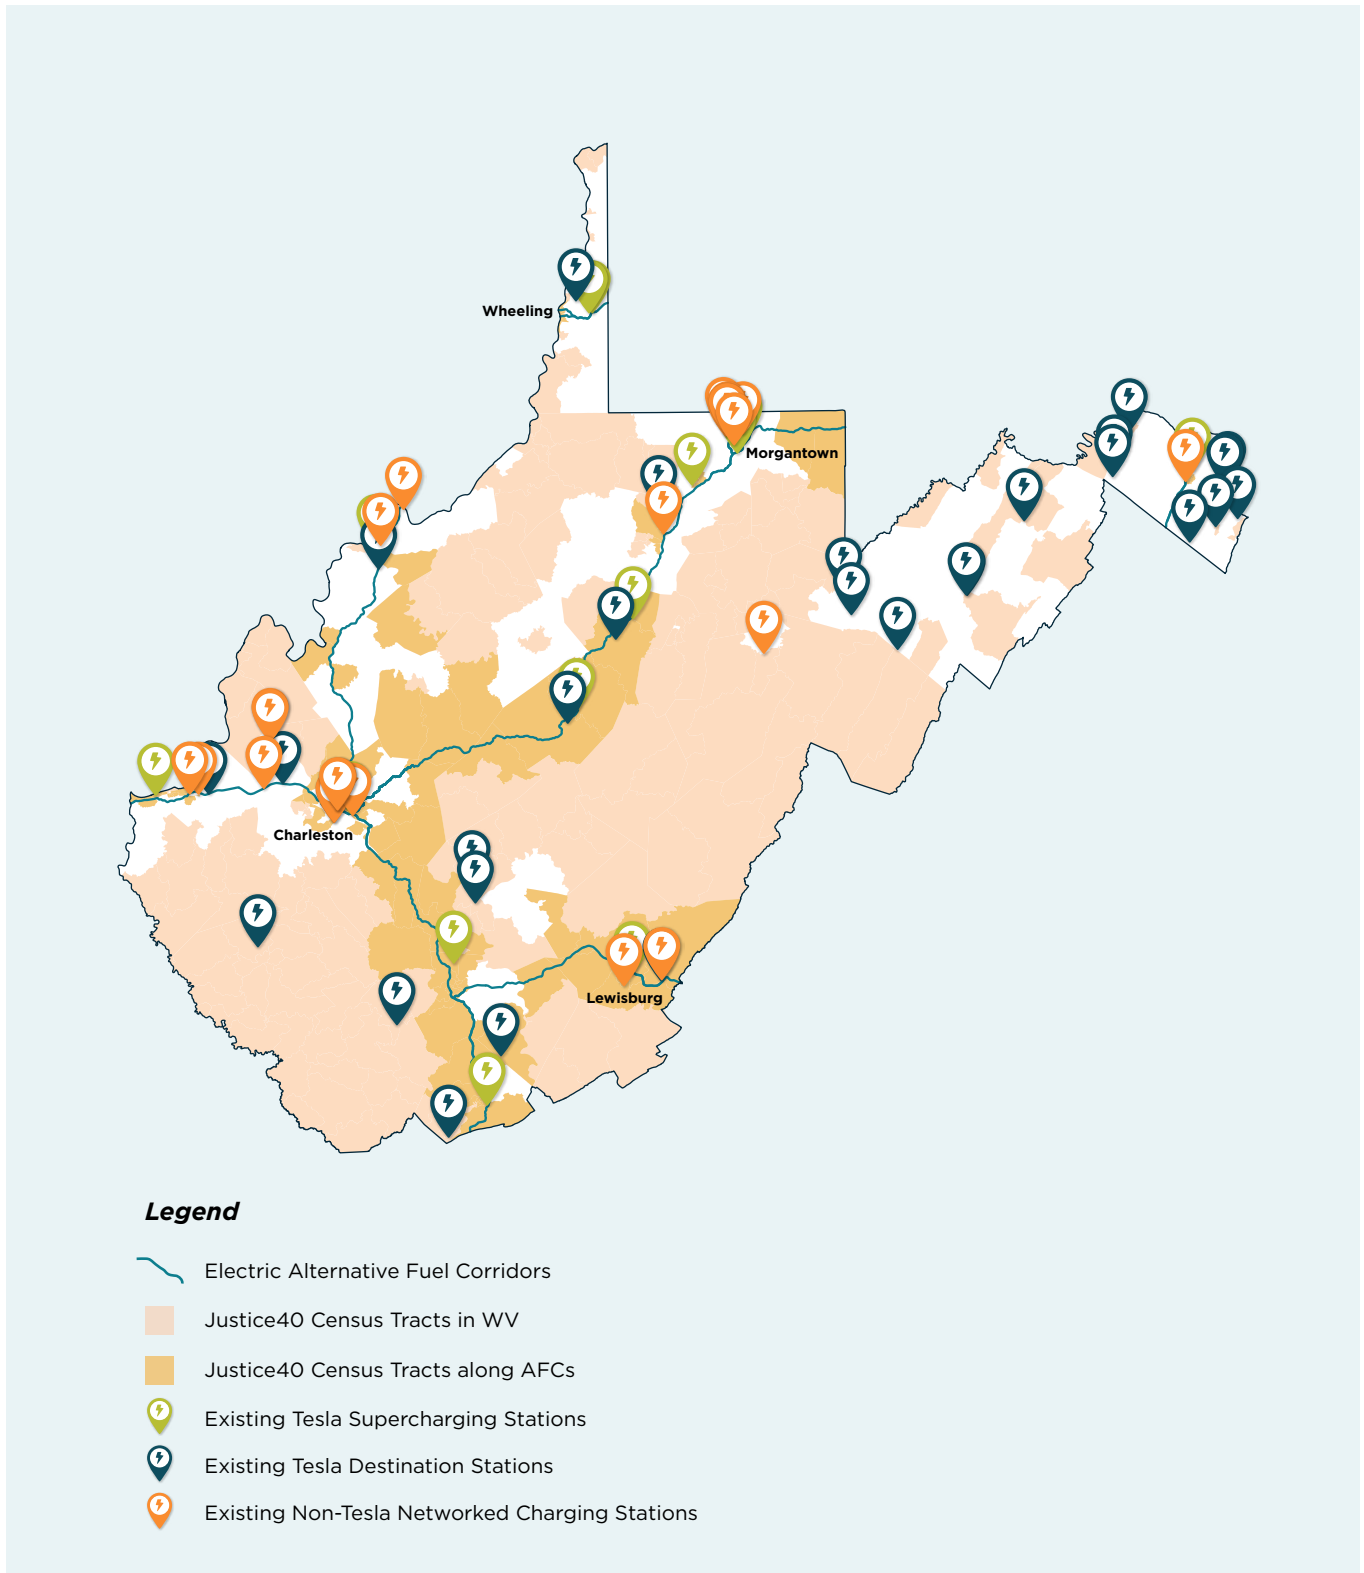 Wheeling
Morgantown
Charleston
Lewisburg
Legend
Electric Alternative Fuel Corridors
Justice40 Census Tracts in WV
Justice40 Census Tracts along AFCs
Existing Tesla Supercharging Stations
Existing Tesla Destination Stations
Existing Non-Tesla Networked Charging Stations